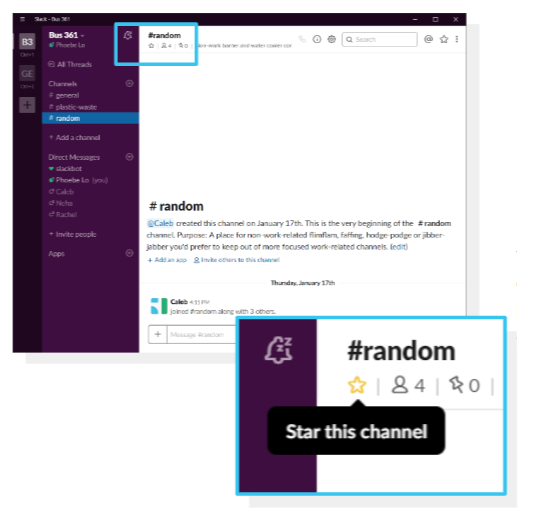 Slack - Bus 361
B3
GE
Bus 361
Phoebe Lo
All Threads
Channels
# general
# plastic-waste
# random
+ Add a channel
Direct Messages
slackbot
Phoebe Lo (you)
Caleb
Neha
Rachel
+ Invite people
Apps
#random
4 | 0 | Non-work banter and water cooler con
Search
# random
@Caleb created this channel on January 17th. This is the very beginning of the # random
channel. Purpose: A place for non-work-related flimflam, faffing, hodge-podge or jibber-
jabber you'd prefer to keep out of more focused work-related channels. (edit)
+ Add an app Invite others to this channel
Thursday, January 17th
Caleb 4:11 PM
joined #random along with 3 others.
Message #random
#random
| 4 | 0 |
Star this channel